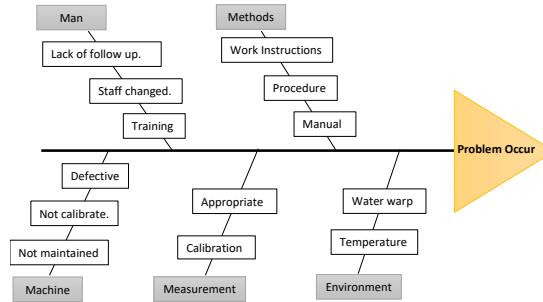 Man
Methods
Lack of follow up.
Work Instructions
Staff changed.
Procedure
Training
Manual
Problem Occur
Defective
Appropriate
Water warp
Not calibrate.
Calibration
Temperature
Not maintained
Machine
Measurement
Environment